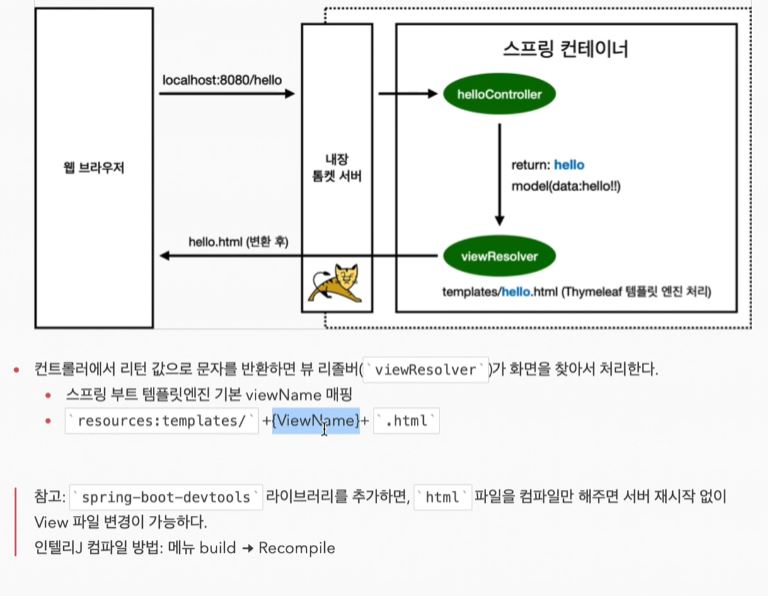 스프링 컨테이너
localhost:8080/hello
helloController
웹 브라우저
내장
톰켓 서버
return: hello
model(data:hello!!)
hello.html (변환 후)
viewResolver
templates/hello.html (Thymeleaf 템플릿 엔진 처리)
• 컨트롤러에서 리턴 값으로 문자를 반환하면 뷰 리졸버(`viewResolver`)가 화면을 찾아서 처리한다.
• 스프링 부트 템플릿엔진 기본 viewName 매핑
• `resources:templates/` +{ViewName}+ `.html`
참고: `spring-boot-devtools` 라이브러리를 추가하면, `html` 파일을 컴파일만 해주면 서버 재시작 없이
View 파일 변경이 가능하다.
인텔리J 컴파일 방법: 메뉴 build → Recompile